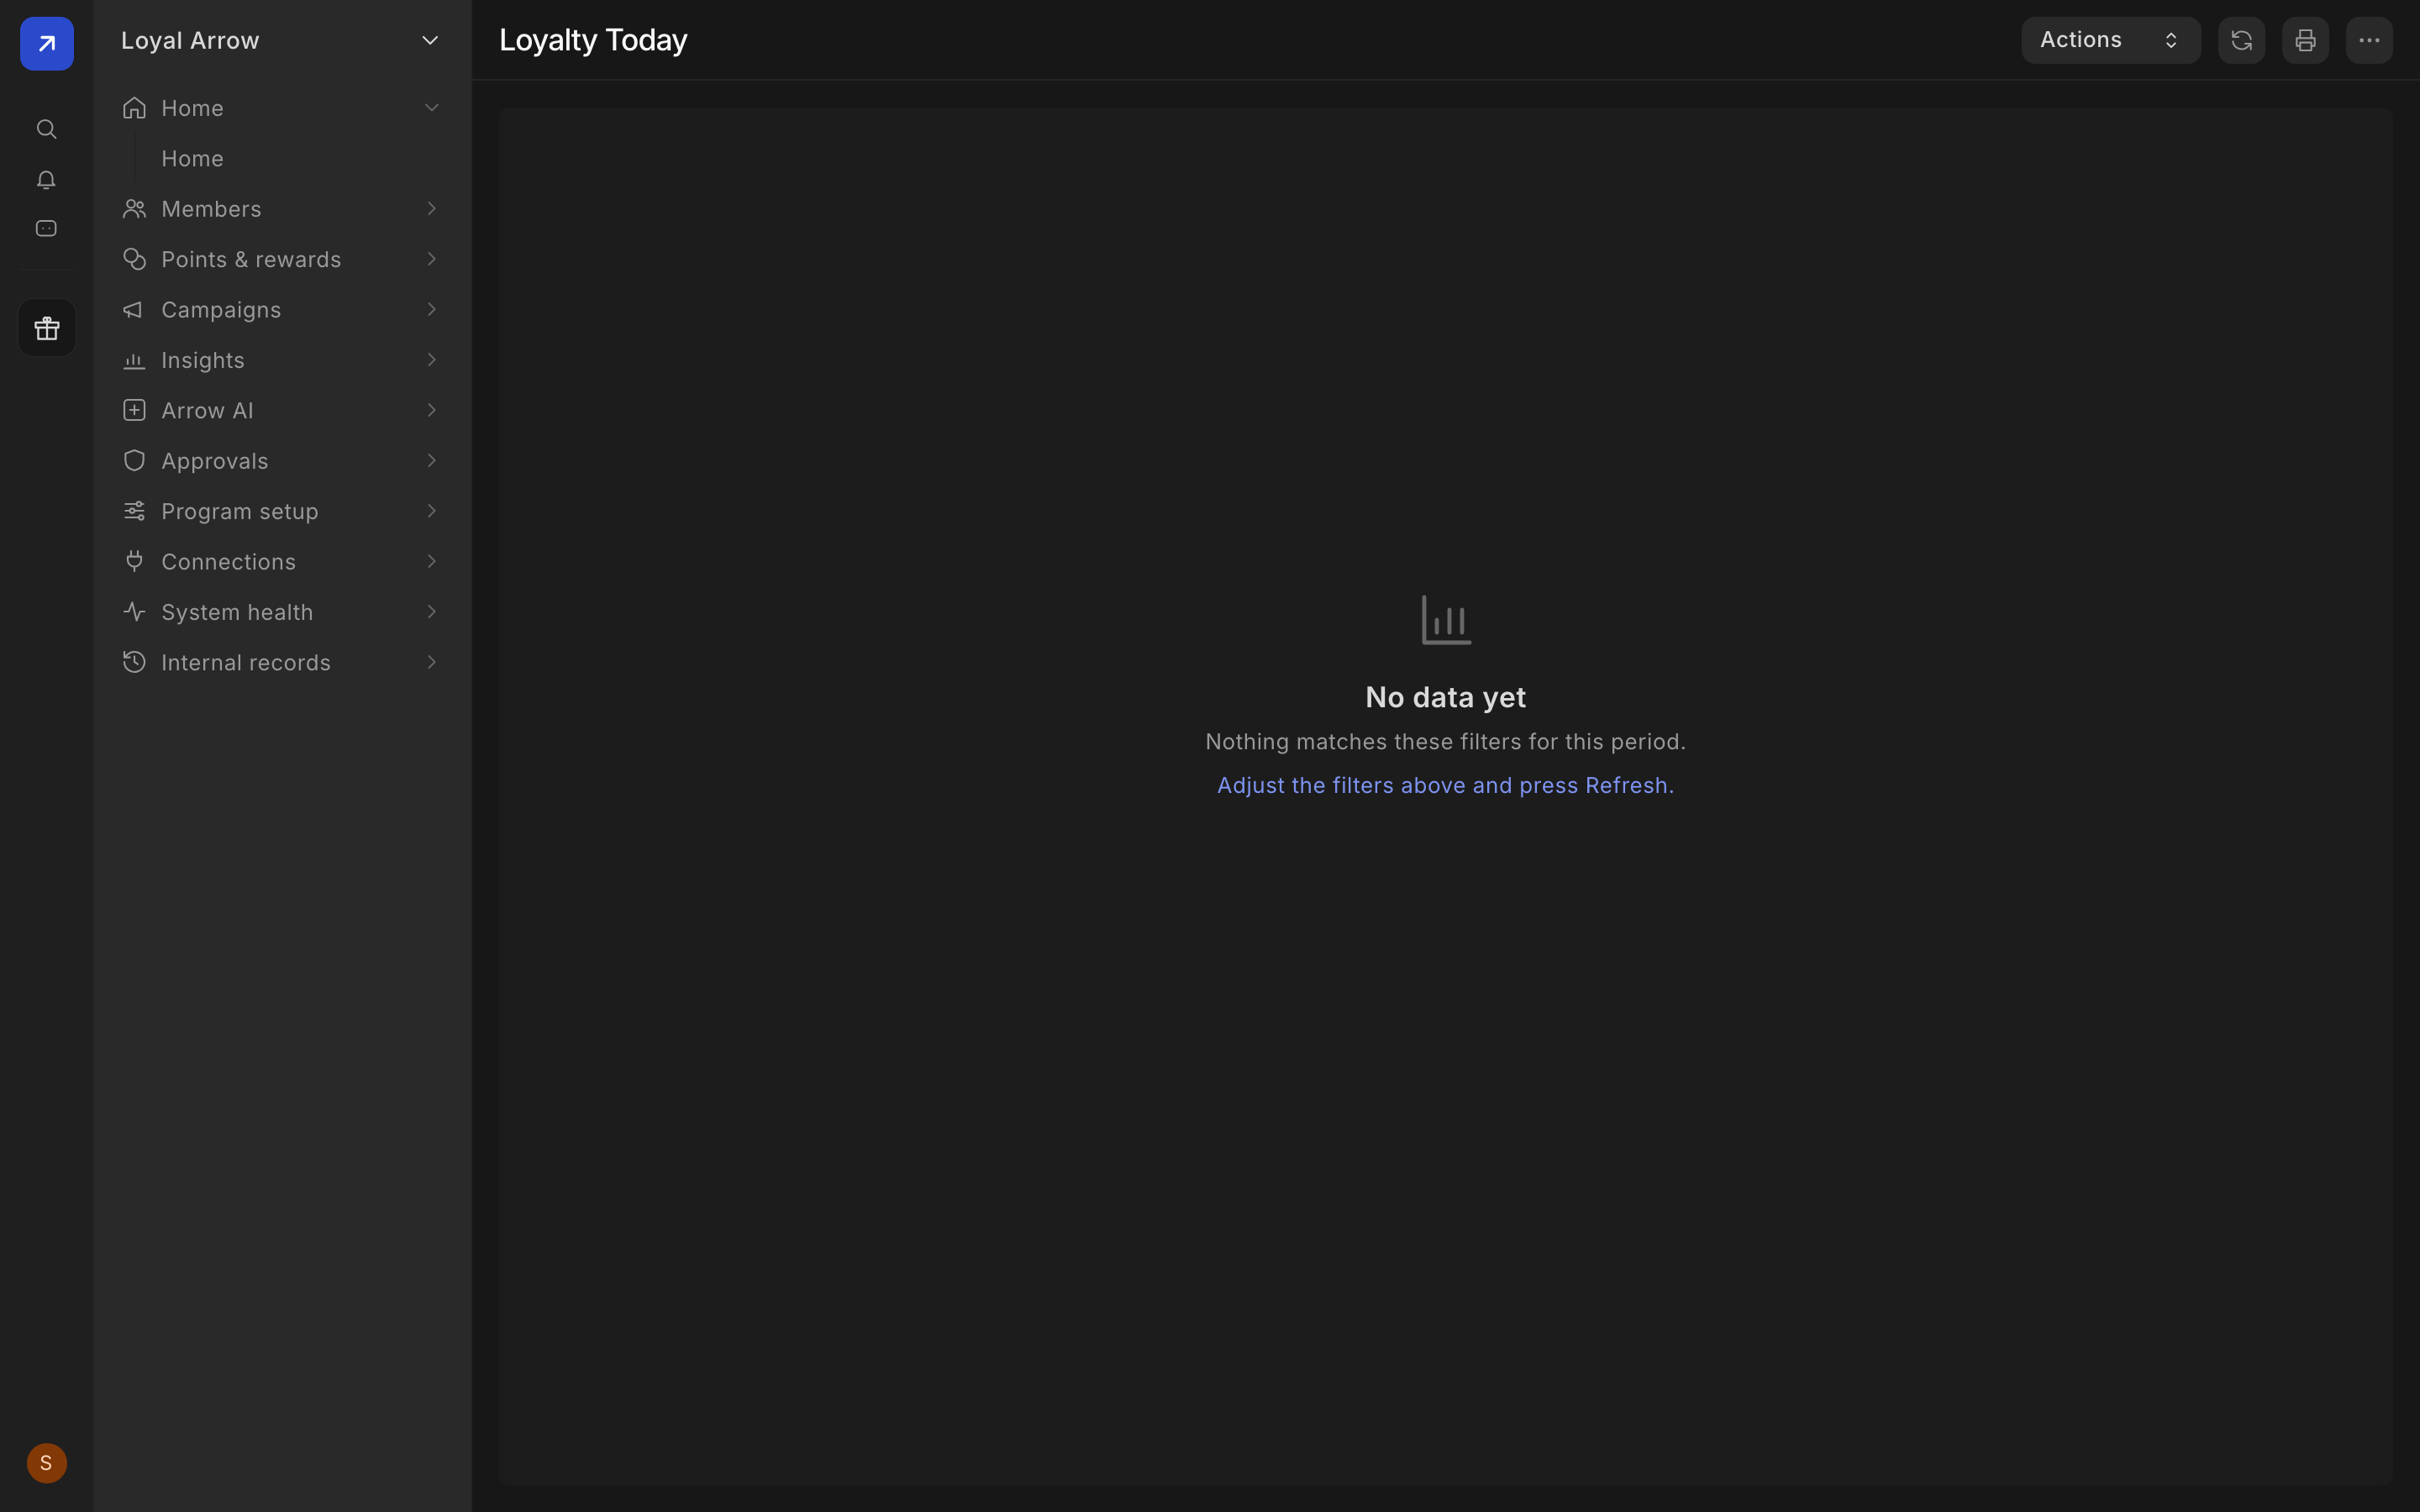 Loyal Arrow
Home
Home
Members
Points & rewards
Campaigns
Insights
Arrow AI
Approvals
Program setup
Connections
System health
Internal records
S
Loyalty Today
Actions
No data yet
Nothing matches these filters for this period.
Adjust the filters above and press Refresh.